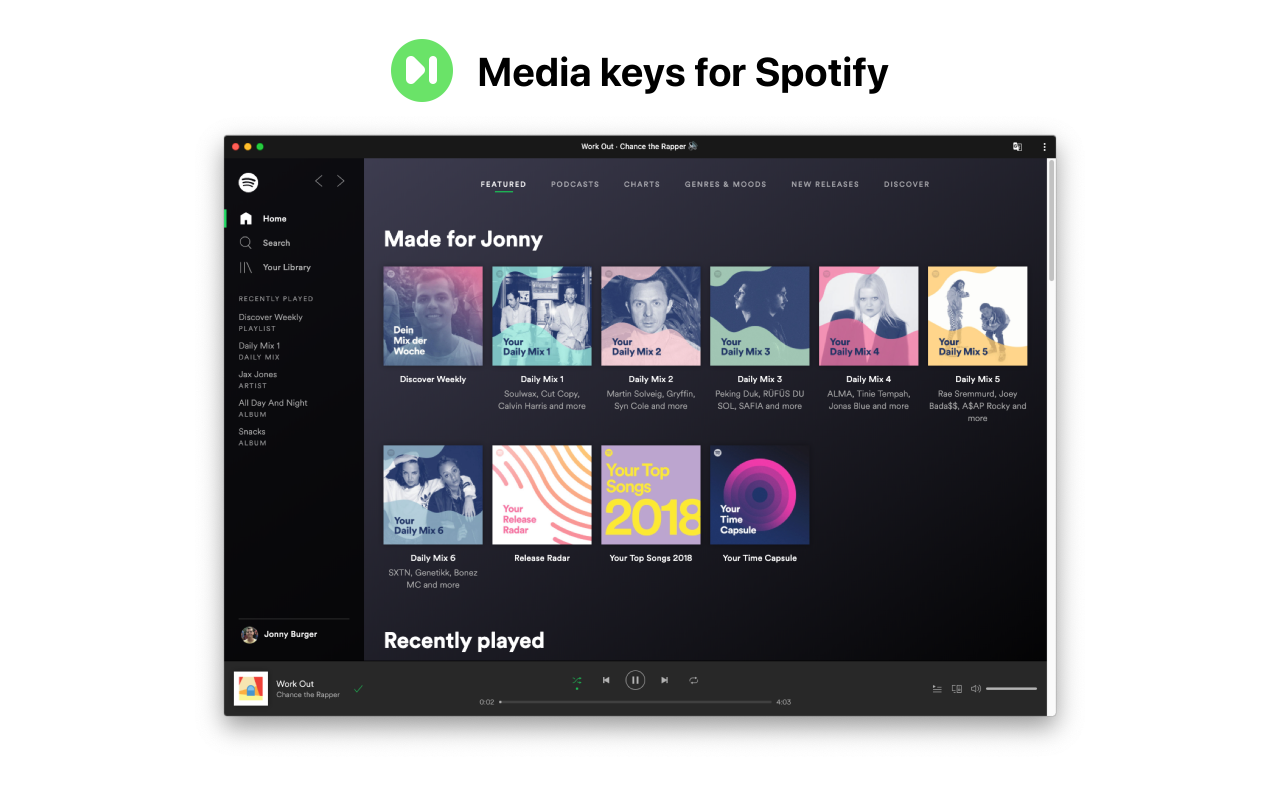 Media keys for Spotify
Work Out · Chance the Rapper
FEATURED
PODCASTS
CHARTS
GENRES & MOODS
NEW RELEASES
DISCOVER
Home
Search
Your Library
RECENTLY PLAYED
Discover Weekly
PLAYLIST
Daily Mix 1
DAILY MIX
Jax Jones
ARTIST
All Day And Night
ALBUM
Snacks
ALBUM
Jonny Burger
Made for Jonny
Dein
Mix der
Woche
Discover Weekly
Your
Daily Mix 1
Daily Mix 1
Soulwax, Cut Copy,
Calvin Harris and more
Your
Daily Mix 2
Daily Mix 2
Martin Solveig, Gryffin,
Syn Cole and more
Your
Daily Mix 3
Daily Mix 3
Peking Duk, RÜFÜS DU
SOL, SAFIA and more
Your
Daily Mix 4
Daily Mix 4
ALMA, Tinie Tempah,
Jonas Blue and more
Your
Daily Mix 5
Daily Mix 5
Rae Sremmurd, Joey
Bada$$, A$AP Rocky and
more
Your
Daily Mix 6
Daily Mix 6
SXTN, Genetikk, Bonez
MC and more
Your
Release
Radar
Release Radar
Your Top
Songs
2018
Your Top Songs 2018
Your
Time
Capsule
Your Time Capsule
Recently played
Work Out
Chance the Rapper
0:02
4:03